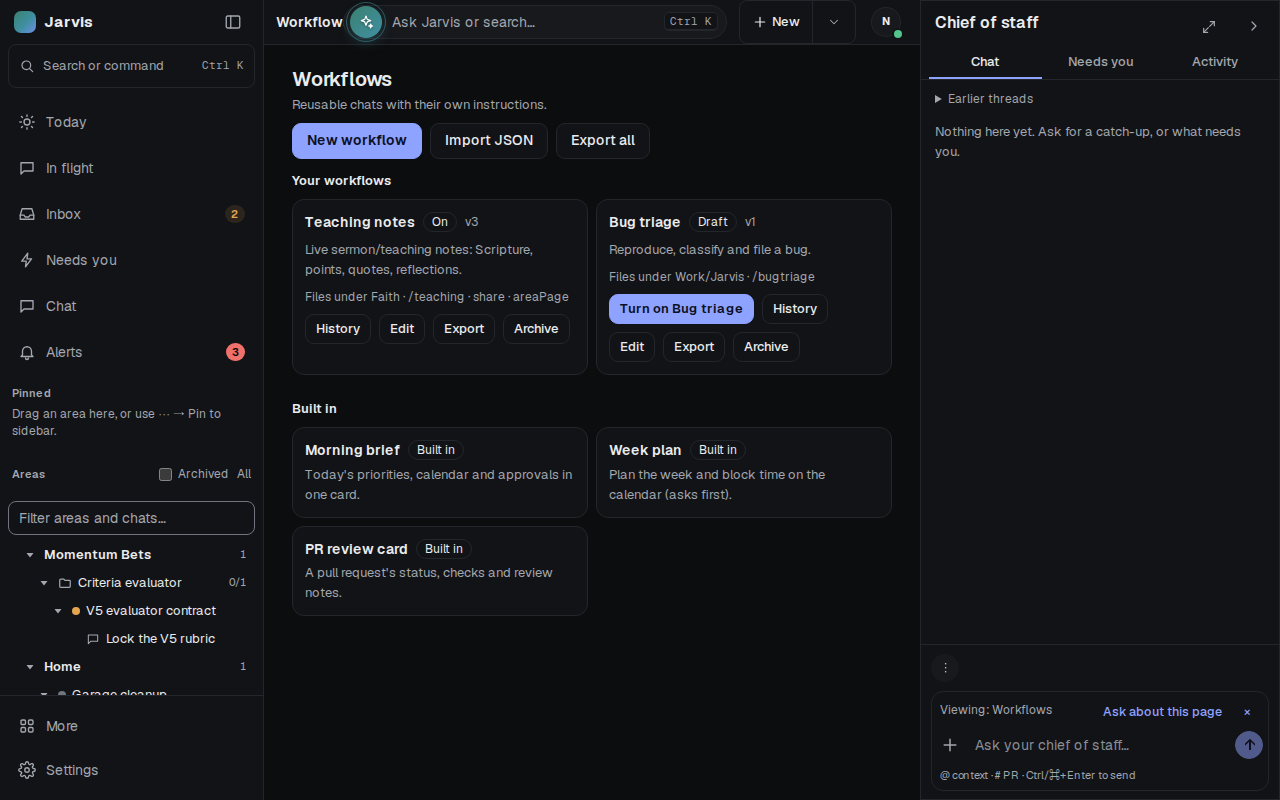 Jarvis
Search or command Ctrl K
Today
In flight
Inbox 2
Needs you
Chat
Alerts 3
Pinned
Drag an area here, or use ··· → Pin to
sidebar.
Areas Archived All
Filter areas and chats…
Momentum Bets 1
Criteria evaluator 0/1
V5 evaluator contract
Lock the V5 rubric
Home 1
Garage cleanup
More
Settings
Workflow Ask Jarvis or search… Ctrl K New N
Workflows
Reusable chats with their own instructions.
New workflow Import JSON Export all
Your workflows
Teaching notes On v3
Live sermon/teaching notes: Scripture,
points, quotes, reflections.
Files under Faith · /teaching · share · areaPage
History Edit Export Archive
Bug triage Draft v1
Reproduce, classify and file a bug.
Files under Work/Jarvis · /bugtriage
Turn on Bug triage History
Edit Export Archive
Built in
Morning brief Built in
Today's priorities, calendar and approvals in
one card.
Week plan Built in
Plan the week and block time on the
calendar (asks first).
PR review card Built in
A pull request's status, checks and review
notes.
Chief of staff
Chat Needs you Activity
Earlier threads
Nothing here yet. Ask for a catch-up, or what needs
you.
Viewing: Workflows Ask about this page ×
Ask your chief of staff…
@ context · # PR · Ctrl/⌘+Enter to send